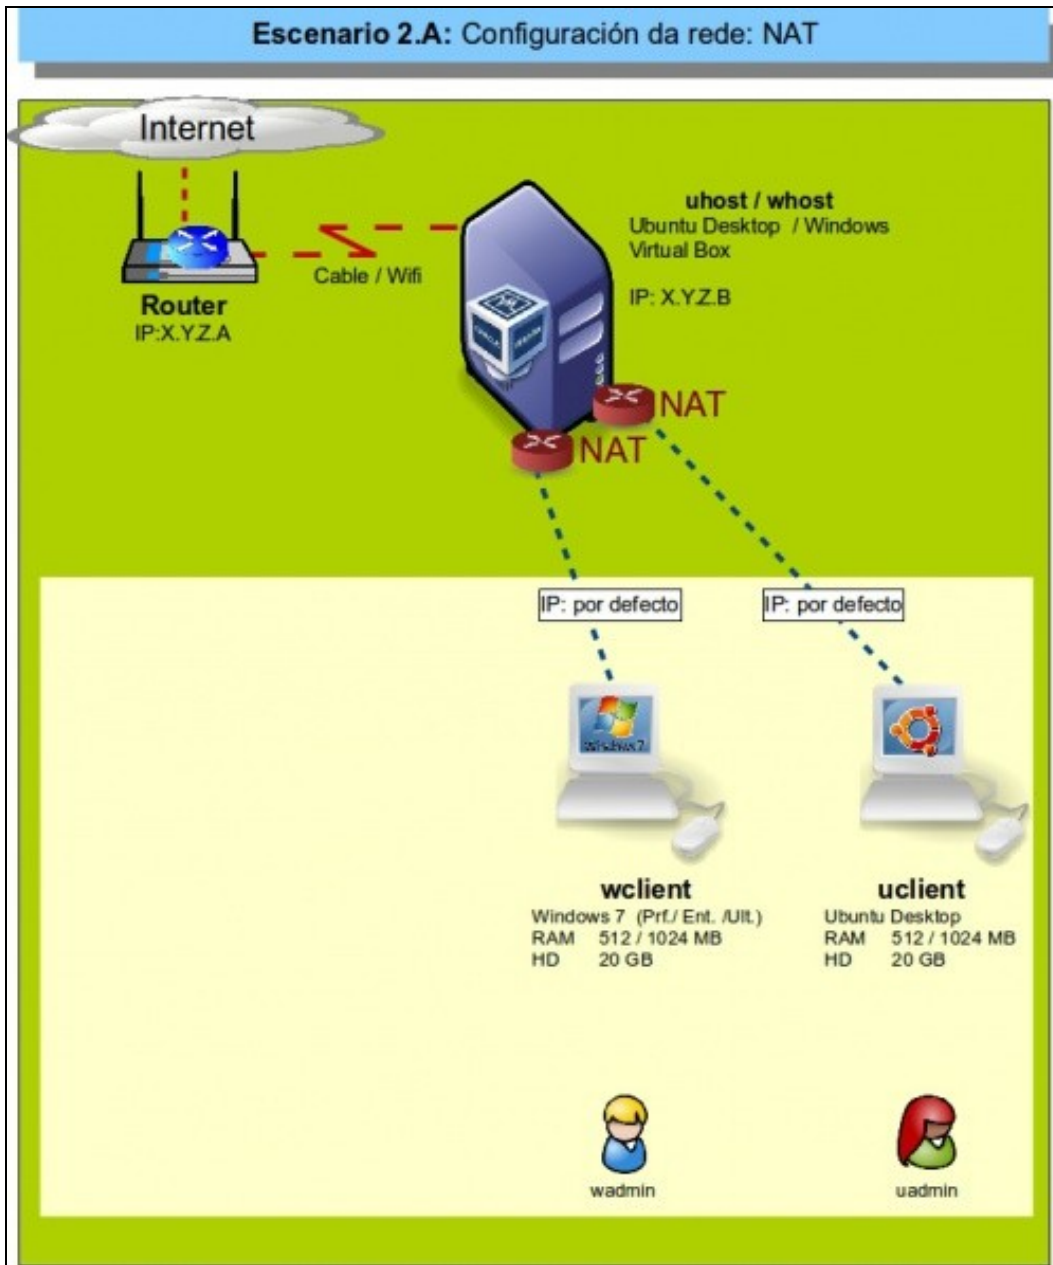 Escenario 2.A: Configuración da rede: NAT
Internet
Cable / Wifi
Router
IP:X.Y.Z.A
uhost / whost
Ubuntu Desktop / Windows
Virtual Box
IP: X.Y.Z.B
NAT
NAT
IP: por defecto
IP: por defecto
wclient
Windows 7 (Prf./ Ent. /Ult.)
RAM 512 / 1024 MB
HD 20 GB
uclient
Ubuntu Desktop
RAM 512 / 1024 MB
HD 20 GB
wadmin
uadmin